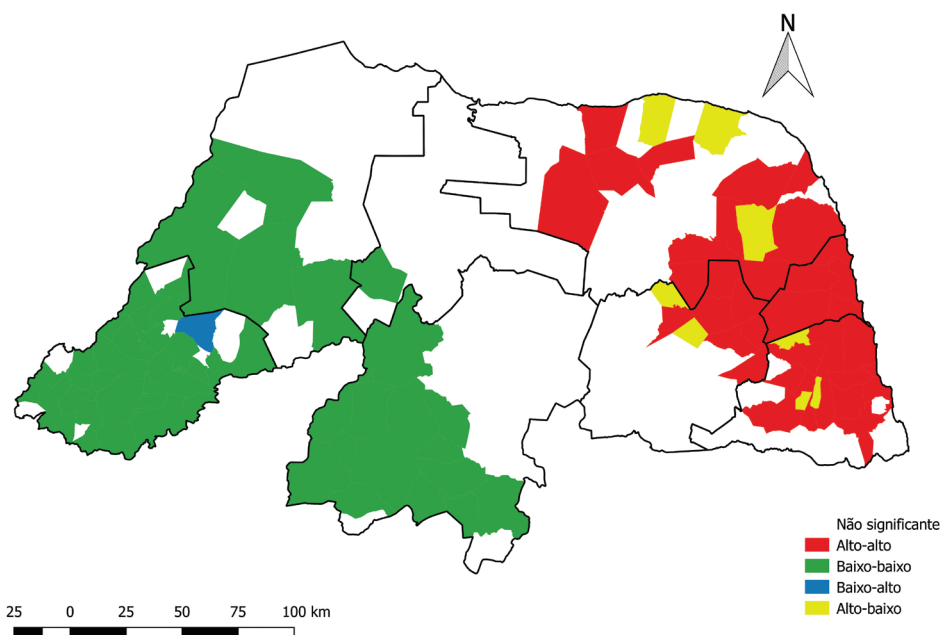 N
Não significante
Alto-alto
Baixo-baixo
Baixo-alto
Alto-baixo
25 0 25 50 75 100 km